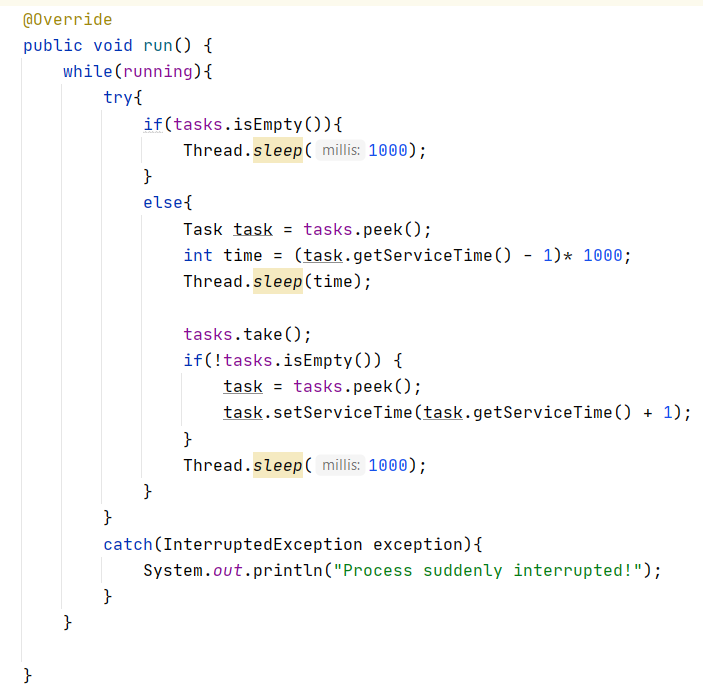 @Override
public void run() {
    while(running){
        try{
            if(tasks.isEmpty()){
                Thread.sleep( millis: 1000);
            }
            else{
                Task task = tasks.peek();
                int time = (task.getServiceTime() - 1)* 1000;
                Thread.sleep(time);

                tasks.take();
                if(!tasks.isEmpty()) {
                    task = tasks.peek();
                    task.setServiceTime(task.getServiceTime() + 1);
                }
                Thread.sleep( millis: 1000);
            }
        }
        catch(InterruptedException exception){
            System.out.println("Process suddenly interrupted!");
        }
    }

}